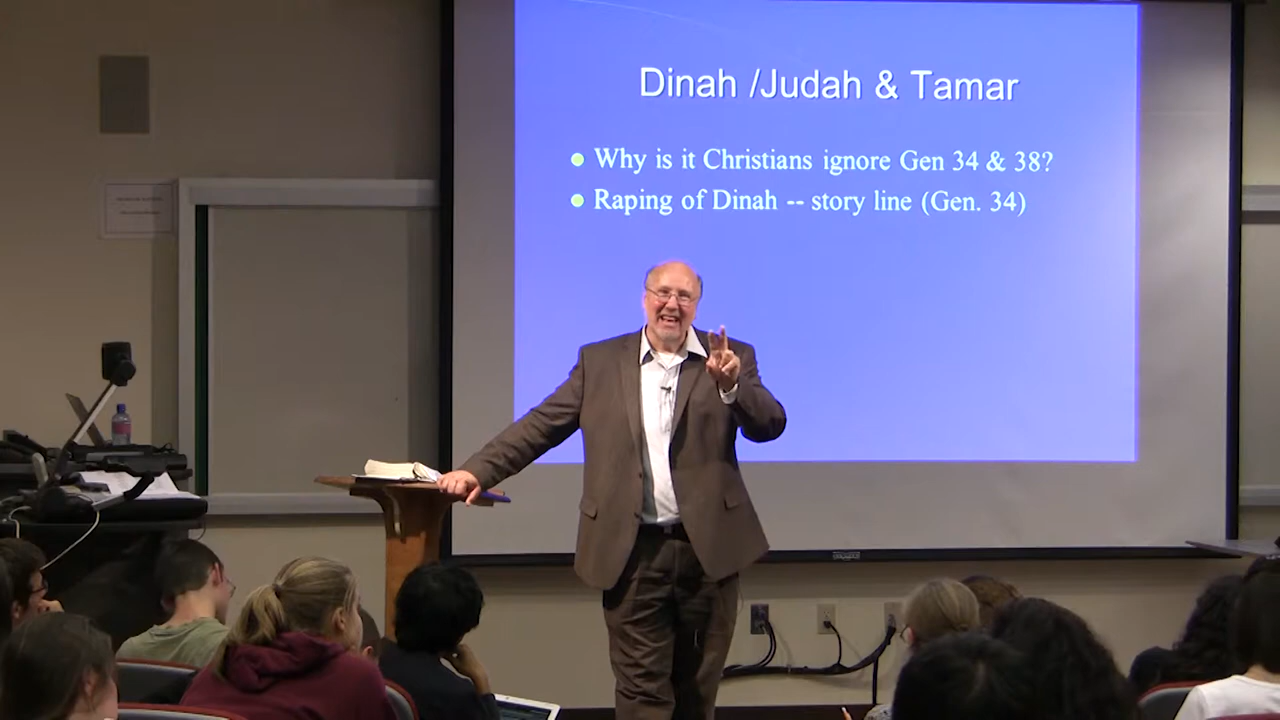 Dinah /Judah & Tamar
Why is it Christians ignore Gen 34 & 38?
Raping of Dinah -- story line (Gen. 34)